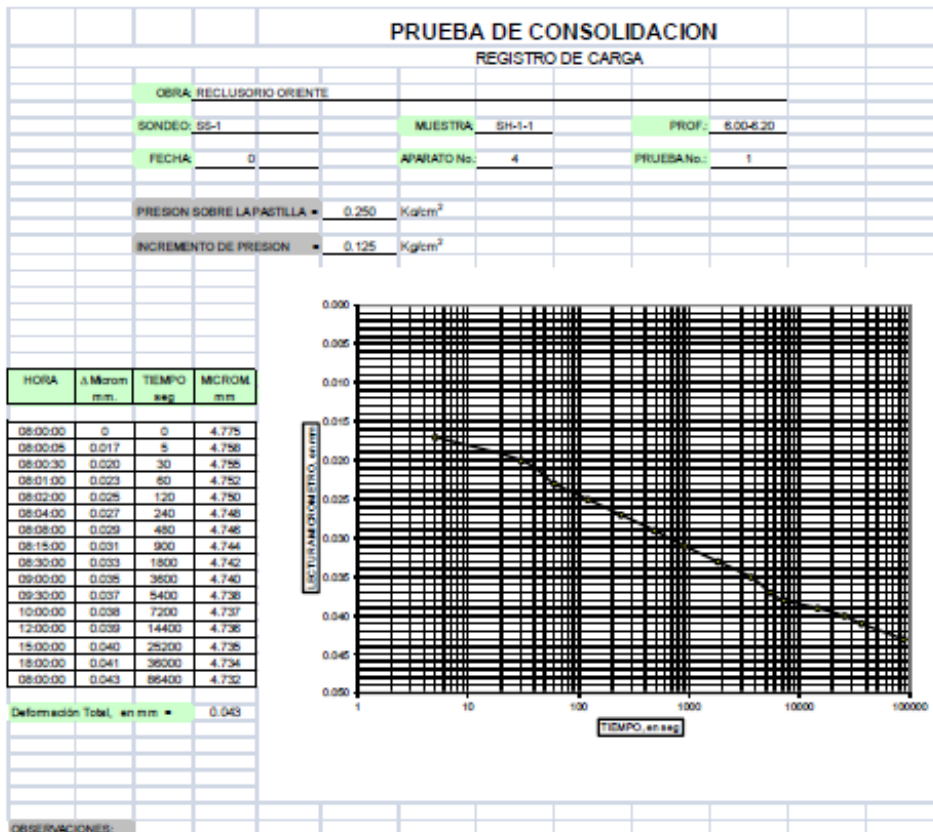 PRUEBA DE CONSOLIDACION
REGISTRO DE CARGA
OBRA: RECLUSORIO ORIENTE
SONDEO: SS-1 MUESTRA: SH-1-1 PROF.: 6.00-6.20
FECHA: 0 APARATO No.: 4 PRUEBA No.: 1
PRESION SOBRE LA PASTILLA = 0.250 Kg/cm²
INCREMENTO DE PRESION = 0.125 Kg/cm²
HORA Δ Microm mm. TIEMPO seg MICROM. mm
08:00:00 0 0 4.775
08:00:05 0.017 5 4.758
08:00:30 0.020 30 4.755
08:01:00 0.023 60 4.752
08:02:00 0.025 120 4.750
08:04:00 0.027 240 4.748
08:08:00 0.029 480 4.746
08:15:00 0.031 900 4.744
08:30:00 0.033 1800 4.742
09:00:00 0.035 3600 4.740
09:30:00 0.037 5400 4.738
10:00:00 0.038 7200 4.737
12:00:00 0.039 14400 4.736
15:00:00 0.040 25200 4.735
18:00:00 0.041 36000 4.734
08:00:00 0.043 86400 4.732
Deformación Total, en mm = 0.043
LECTURA MICROMETRO, en mm
0.000
0.005
0.010
0.015
0.020
0.025
0.030
0.035
0.040
0.045
0.050
1 10 100 1000 10000 100000
TIEMPO, en seg
OBSERVACIONES: